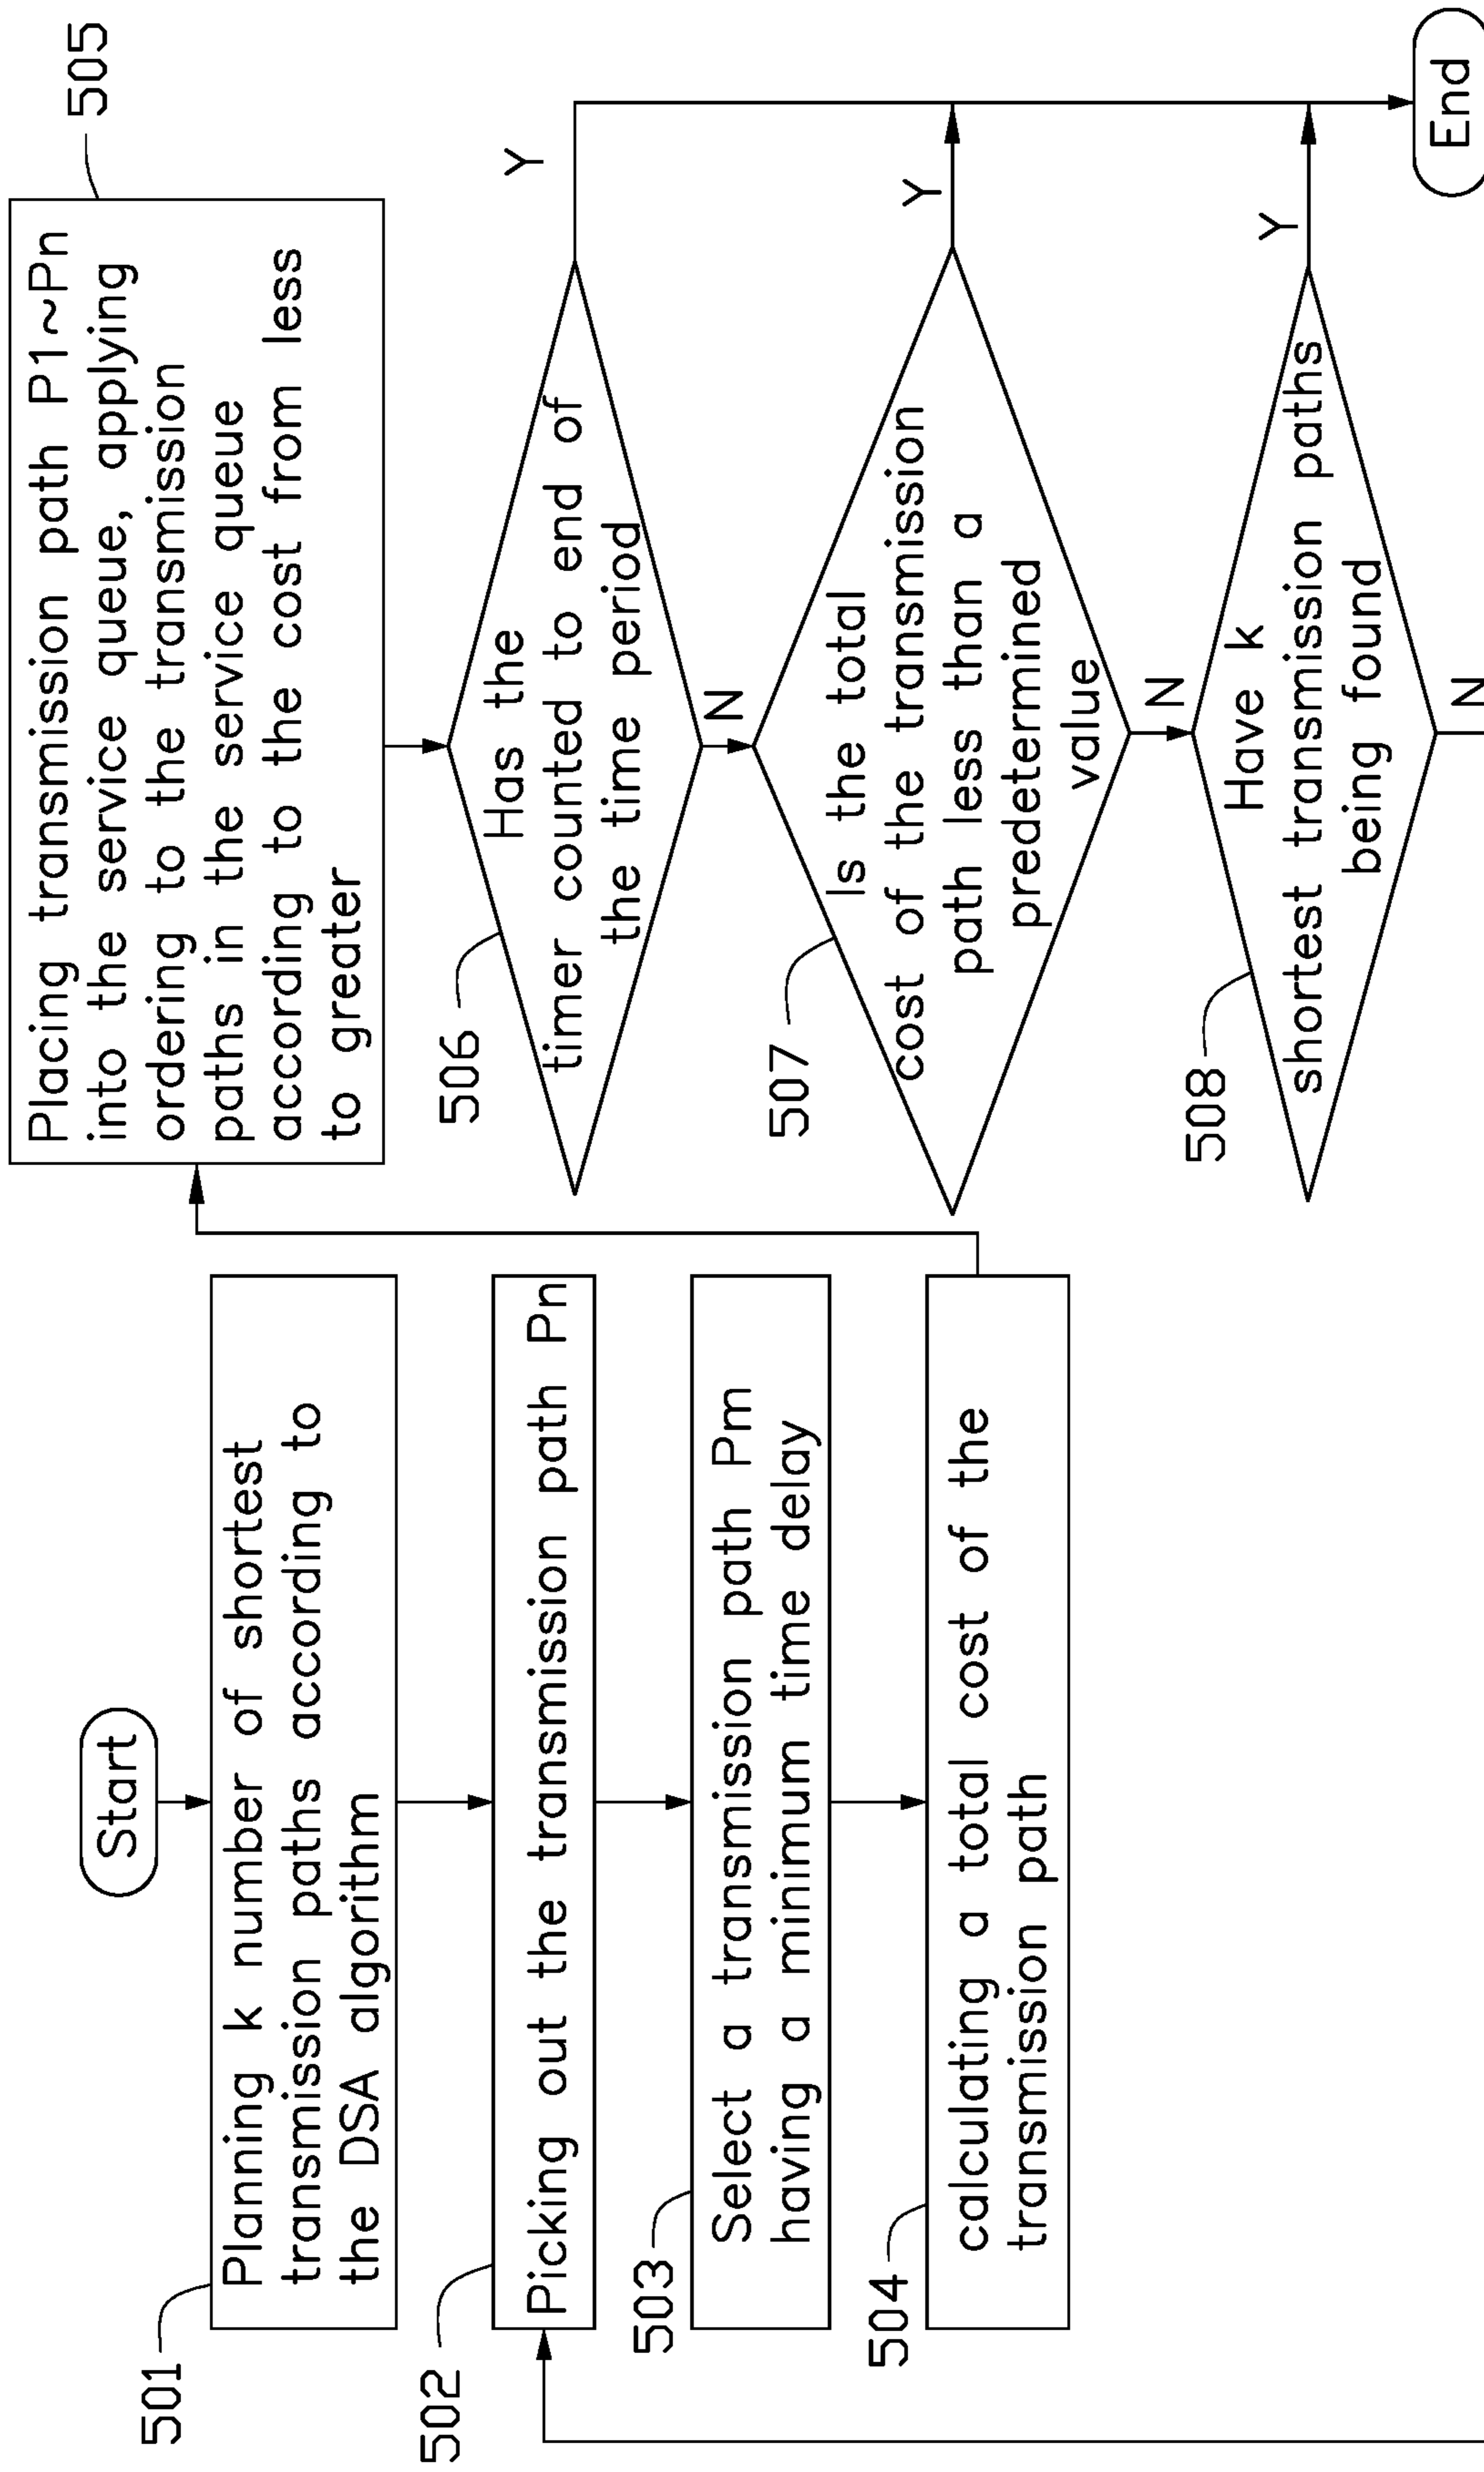 Start
501
Planning k number of shortest
transmission paths according to
the DSA algorithm
502
Picking out the transmission path Pn
503
Select a transmission path Pm
having a minimum time delay
504
calculating a total cost of the
transmission path
505
Placing transmission path P1~Pn
into the service queue, applying
ordering to the transmission
paths in the service queue
according to the cost from less
to greater
506
Has the
timer counted to end of
the time period
Y
N
507
Is the total
cost of the transmission
path less than a
predetermined
value
Y
N
508
Have k
shortest transmission paths
being found
Y
N
End